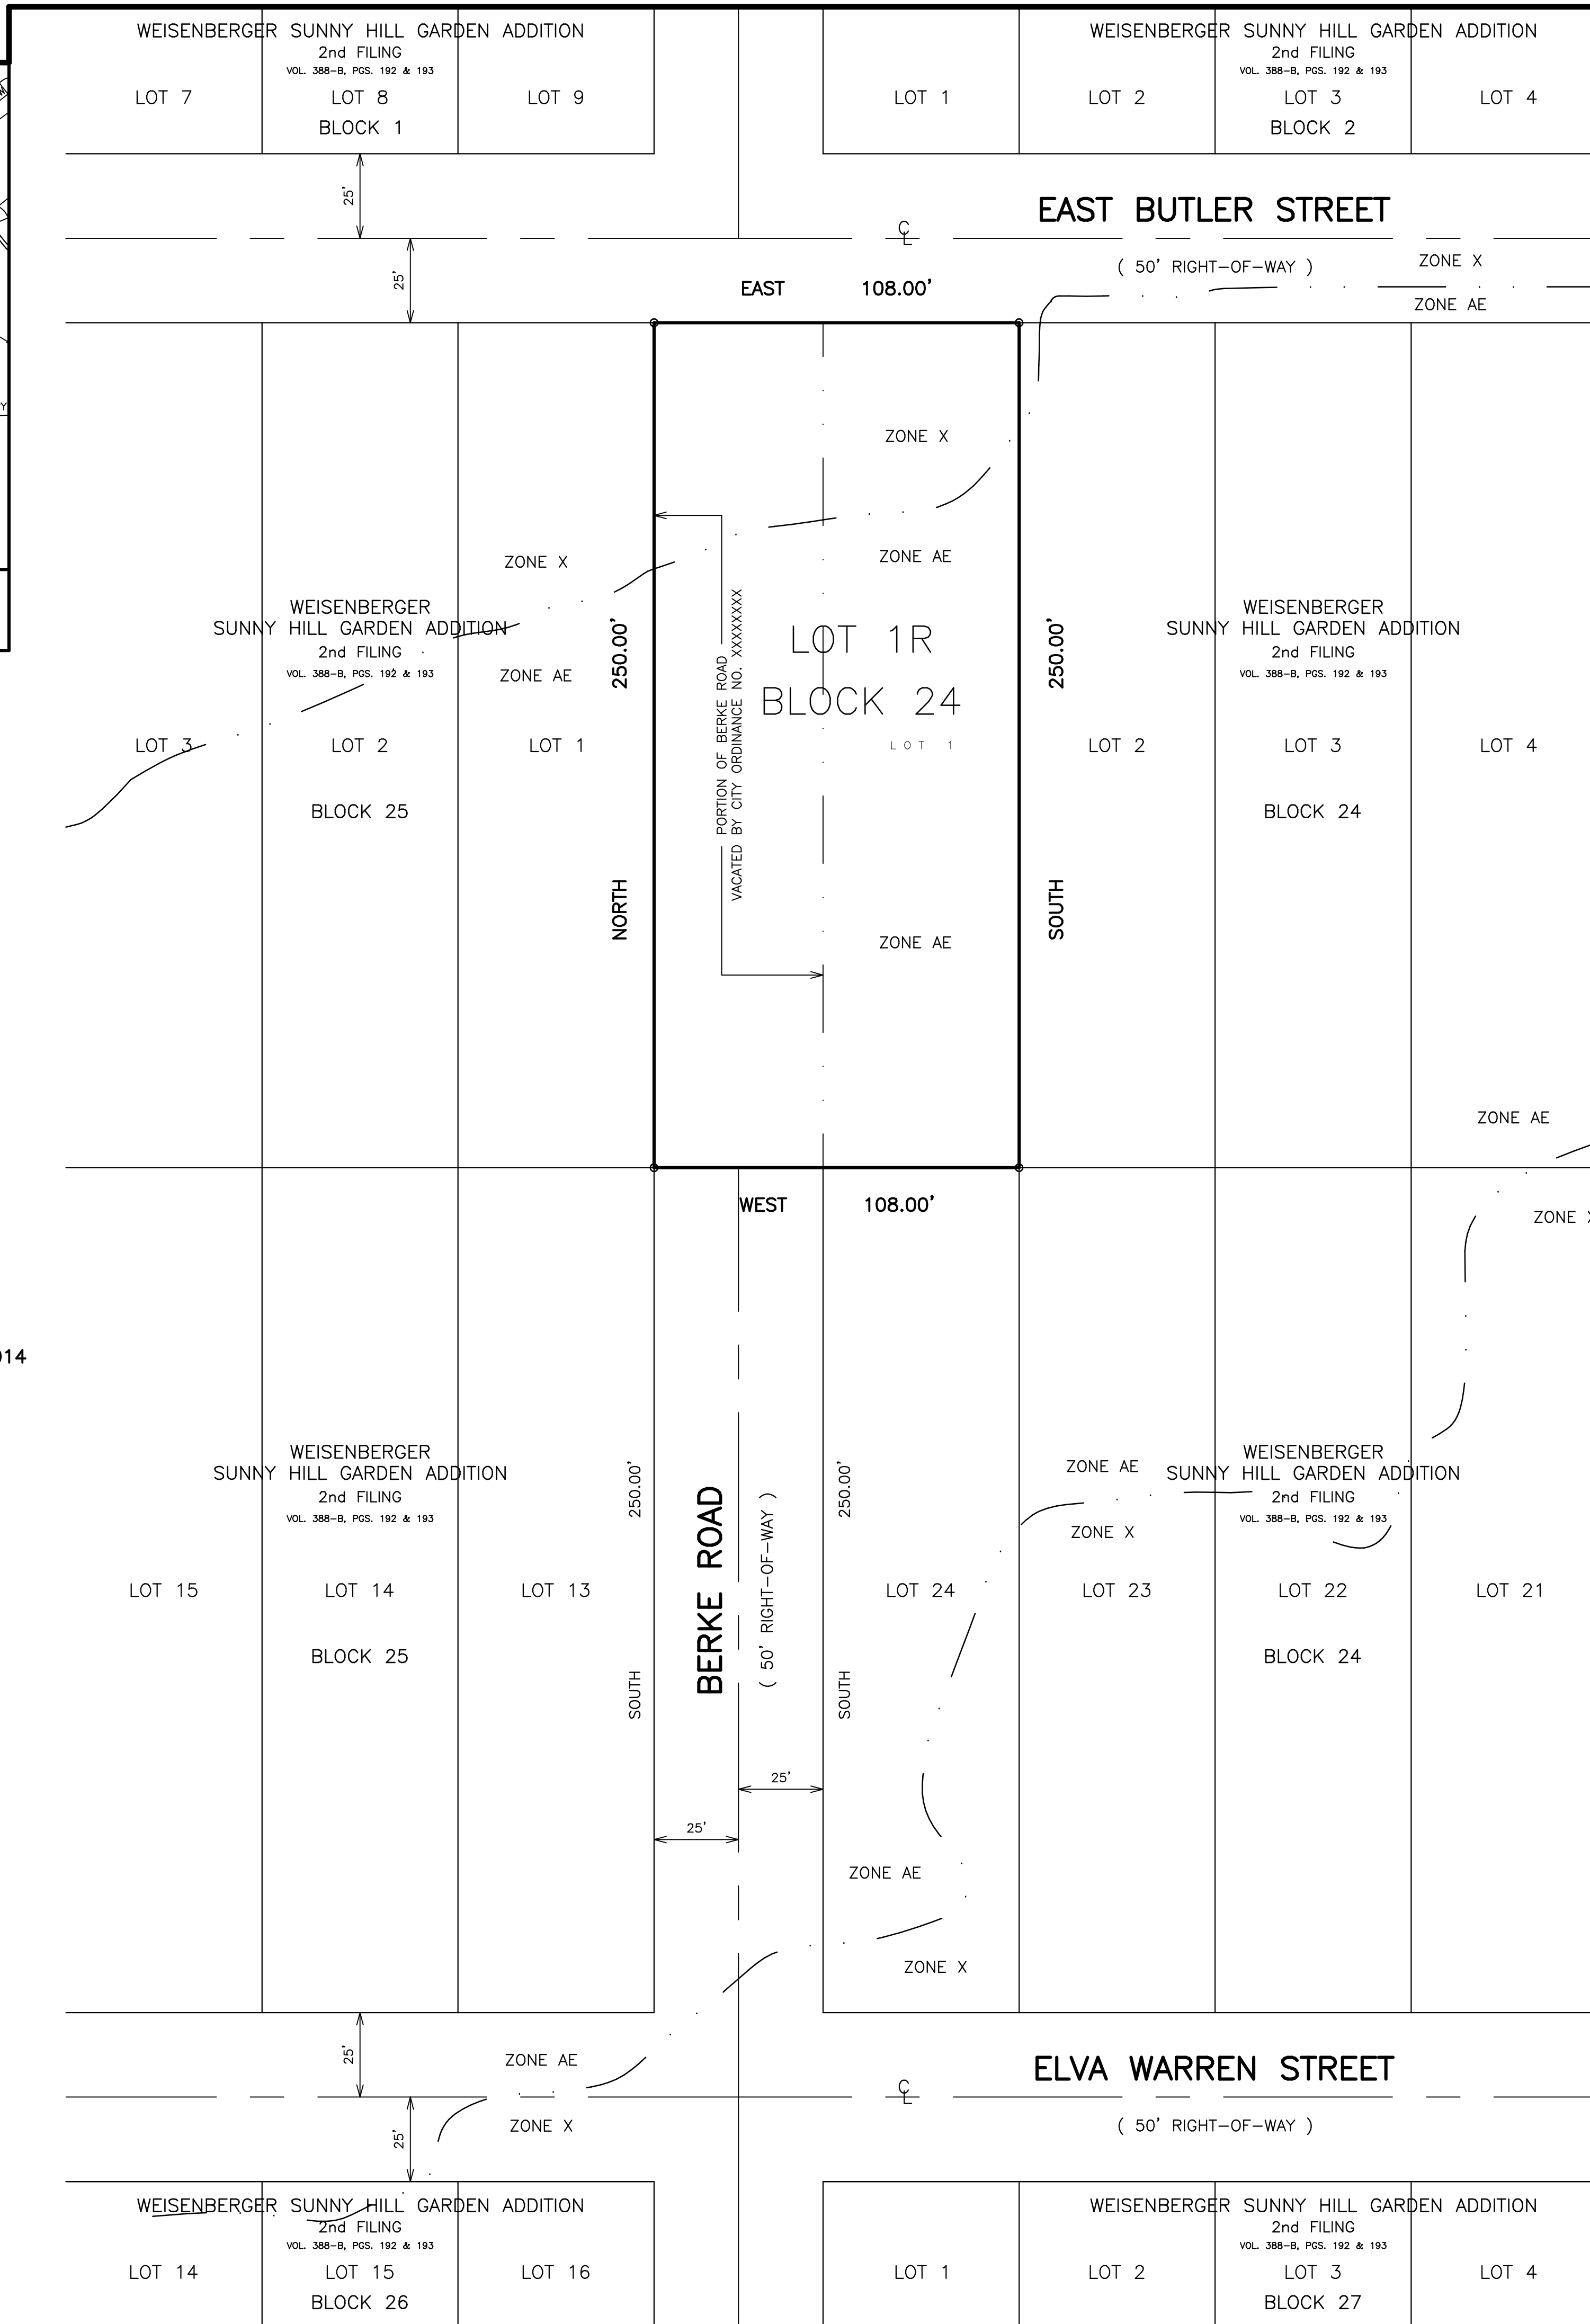 WEISENBERGER SUNNY HILL GARDEN ADDITION
2nd FILING
VOL. 388-B, PGS. 192 & 193
LOT 7
LOT 8
LOT 9
BLOCK 1
WEISENBERGER SUNNY HILL GARDEN ADDITION
2nd FILING
VOL. 388-B, PGS. 192 & 193
LOT 1
LOT 2
LOT 3
LOT 4
BLOCK 2
25'
EAST BUTLER STREET
CL
( 50' RIGHT-OF-WAY )
ZONE X
ZONE AE
25'
EAST 108.00'
ZONE X
ZONE AE
ZONE X
ZONE AE
WEISENBERGER
SUNNY HILL GARDEN ADDITION
2nd FILING
VOL. 388-B, PGS. 192 & 193
LOT 3
LOT 2
LOT 1
BLOCK 25
NORTH 250.00'
PORTION OF BERKE ROAD
VACATED BY CITY ORDINANCE NO. XXXXXXXX
LOT 1R
BLOCK 24
LOT 1
ZONE AE
SOUTH 250.00'
WEISENBERGER
SUNNY HILL GARDEN ADDITION
2nd FILING
VOL. 388-B, PGS. 192 & 193
LOT 2
LOT 3
LOT 4
BLOCK 24
ZONE AE
ZONE X
WEST 108.00'
014
WEISENBERGER
SUNNY HILL GARDEN ADDITION
2nd FILING
VOL. 388-B, PGS. 192 & 193
LOT 15
LOT 14
LOT 13
BLOCK 25
SOUTH 250.00'
BERKE ROAD
( 50' RIGHT-OF-WAY )
SOUTH 250.00'
ZONE AE
ZONE X
WEISENBERGER
SUNNY HILL GARDEN ADDITION
2nd FILING
VOL. 388-B, PGS. 192 & 193
LOT 24
LOT 23
LOT 22
LOT 21
BLOCK 24
25'
25'
ZONE AE
ZONE X
25'
ZONE AE
ELVA WARREN STREET
CL
( 50' RIGHT-OF-WAY )
ZONE X
25'
WEISENBERGER SUNNY HILL GARDEN ADDITION
2nd FILING
VOL. 388-B, PGS. 192 & 193
LOT 14
LOT 15
LOT 16
BLOCK 26
WEISENBERGER SUNNY HILL GARDEN ADDITION
2nd FILING
VOL. 388-B, PGS. 192 & 193
LOT 1
LOT 2
LOT 3
LOT 4
BLOCK 27